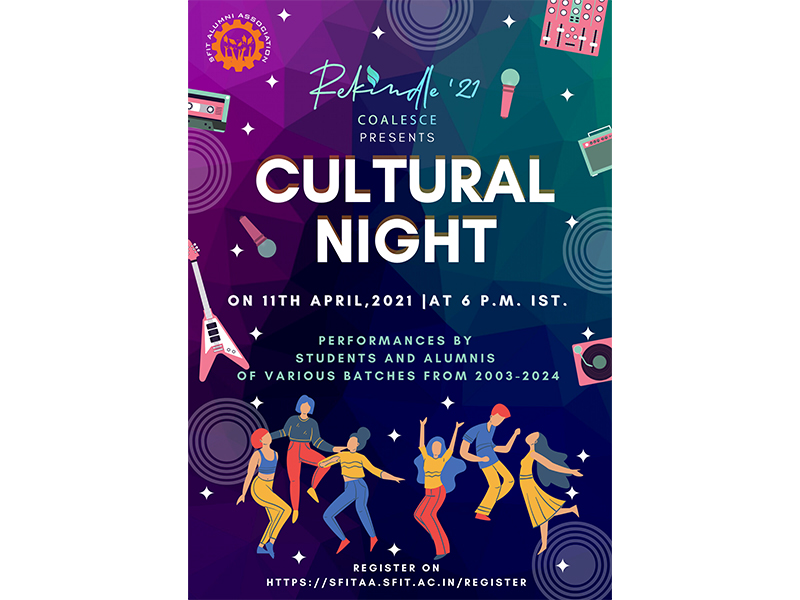 SFIT ALUMNI ASSOCIATION
Rekindle '21
COALESCE
PRESENTS
CULTURAL
NIGHT
ON 11TH APRIL,2021 |AT 6 P.M. IST.
PERFORMANCES BY
STUDENTS AND ALUMNIS
OF VARIOUS BATCHES FROM 2003-2024
REGISTER ON
HTTPS://SFITAA.SFIT.AC.IN/REGISTER